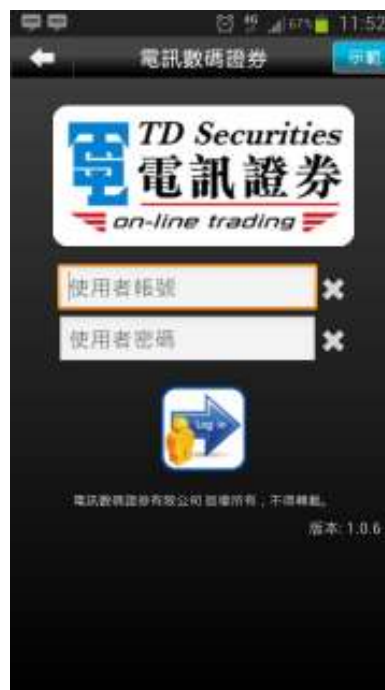 67% 11:52
電訊數碼證券 示範
TD Securities
電訊證券
on-line trading
使用者帳號
使用者密碼
Log in
電訊數碼證券有限公司 版權所有，不得轉載。
版本: 1.0.6